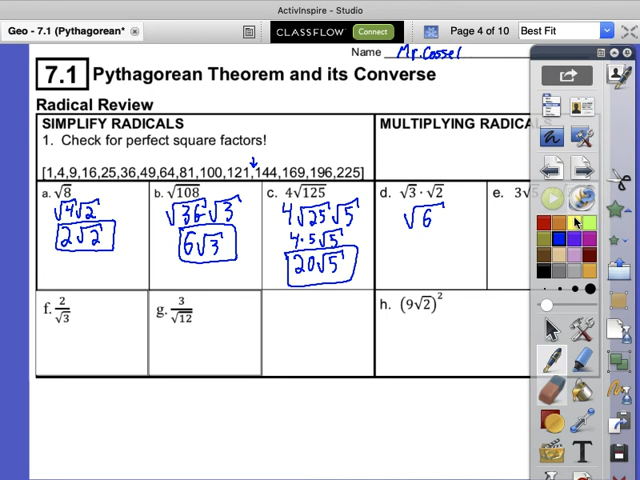 ActivInspire - Studio
Geo - 7.1 (Pythagorean*
CLASSFLOW
Connect
Page 4 of 10
Best Fit
Name Mr. Cossel
7.1 Pythagorean Theorem and its Converse
Radical Review
SIMPLIFY RADICALS
1. Check for perfect square factors!
[1,4,9,16,25,36,49,64,81,100,121,144,169,196,225]
MULTIPLYING RADICALS
a. √8
√4√2
2√2
b. √108
√36√3
6√3
c. 4√125
4√25√5
4·5√5
20√5
d. √3 · √2
√6
e. 3√5
f. 2/√3
g. 3/√12
h. (9√2)²